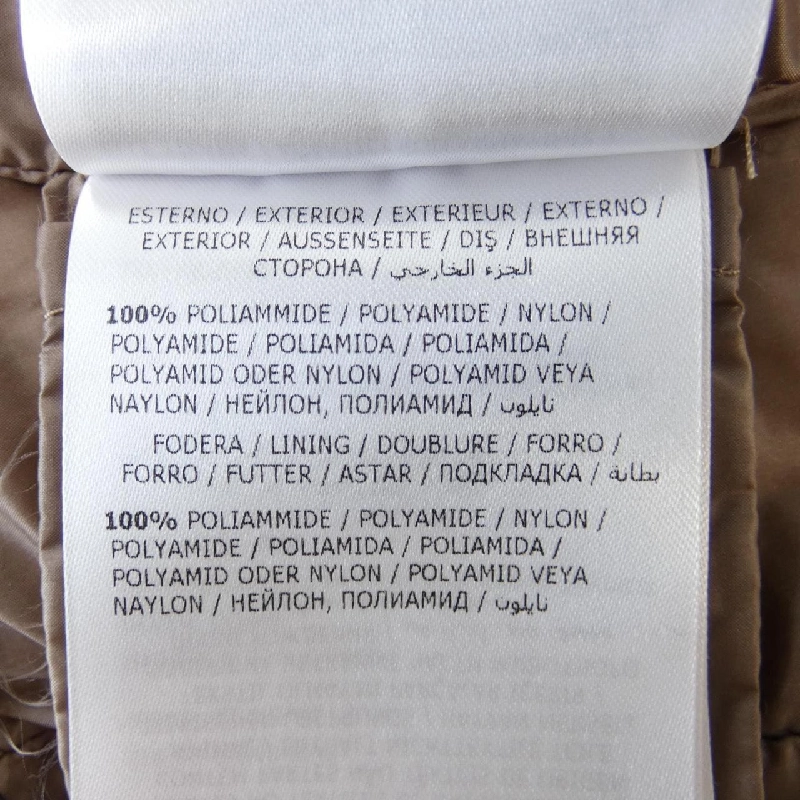 ESTERNO / EXTERIOR / EXTERIEUR / EXTERNO /
EXTERIOR / AUSSENSEITE / DIŞ / ВНЕШНЯЯ
СТОРОНА / الجزء الخارجي
100% POLIAMMIDE / POLYAMIDE / NYLON /
POLYAMIDE / POLIAMIDA / POLIAMIDA /
POLYAMID ODER NYLON / POLYAMID VEYA
NAYLON / НЕЙЛОН, ПОЛИАМИД / نايلون
FODERA / LINING / DOUBLURE / FORRO /
FORRO / FUTTER / ASTAR / ПОДКЛАДКА / بطانة
100% POLIAMMIDE / POLYAMIDE / NYLON /
POLYAMIDE / POLIAMIDA / POLIAMIDA /
POLYAMID ODER NYLON / POLYAMID VEYA
NAYLON / НЕЙЛОН, ПОЛИАМИД / نايلون